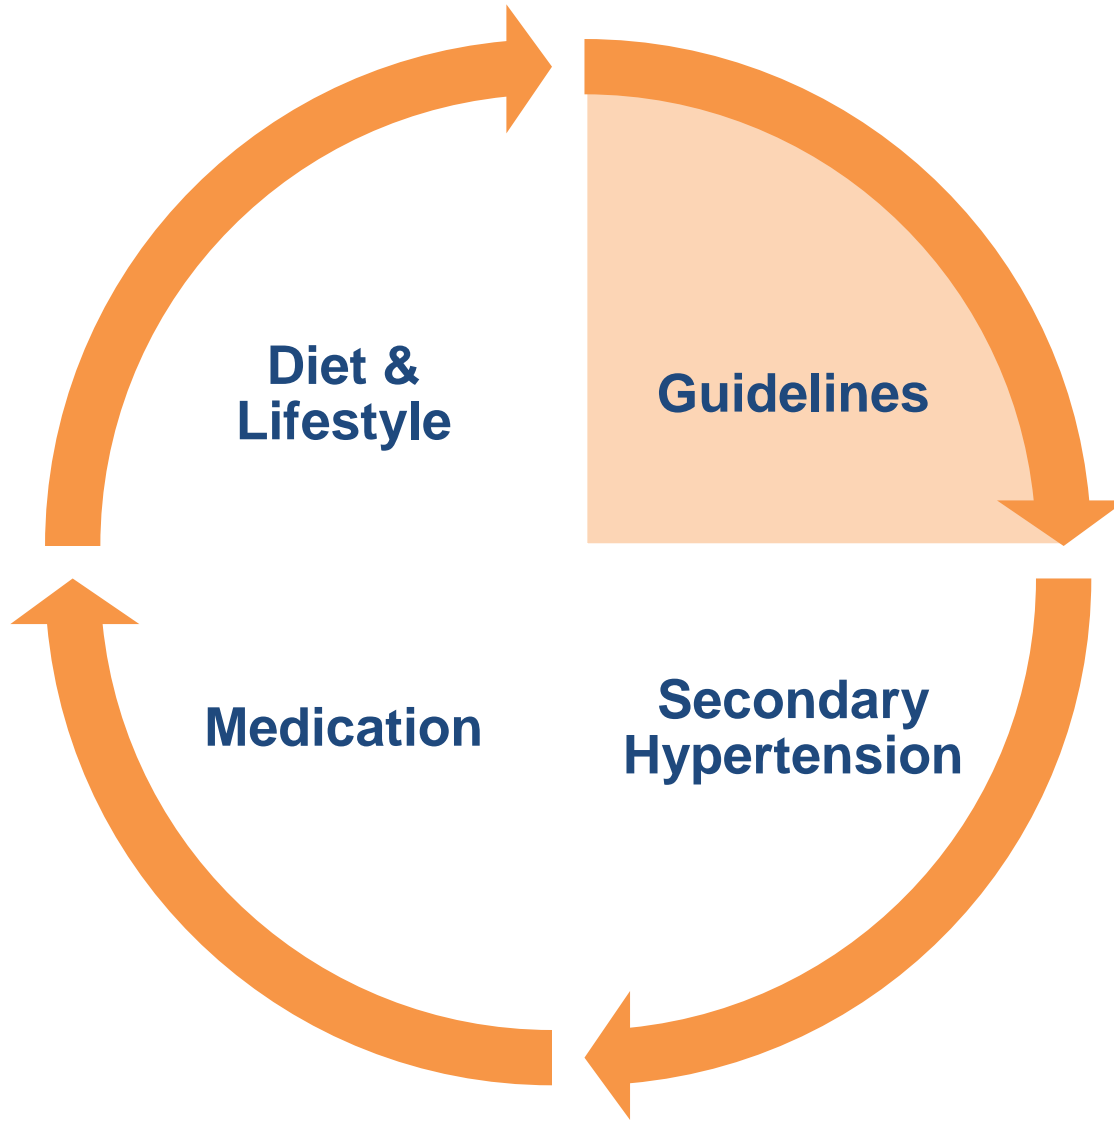 Diet &
Lifestyle
Guidelines
Medication
Secondary
Hypertension